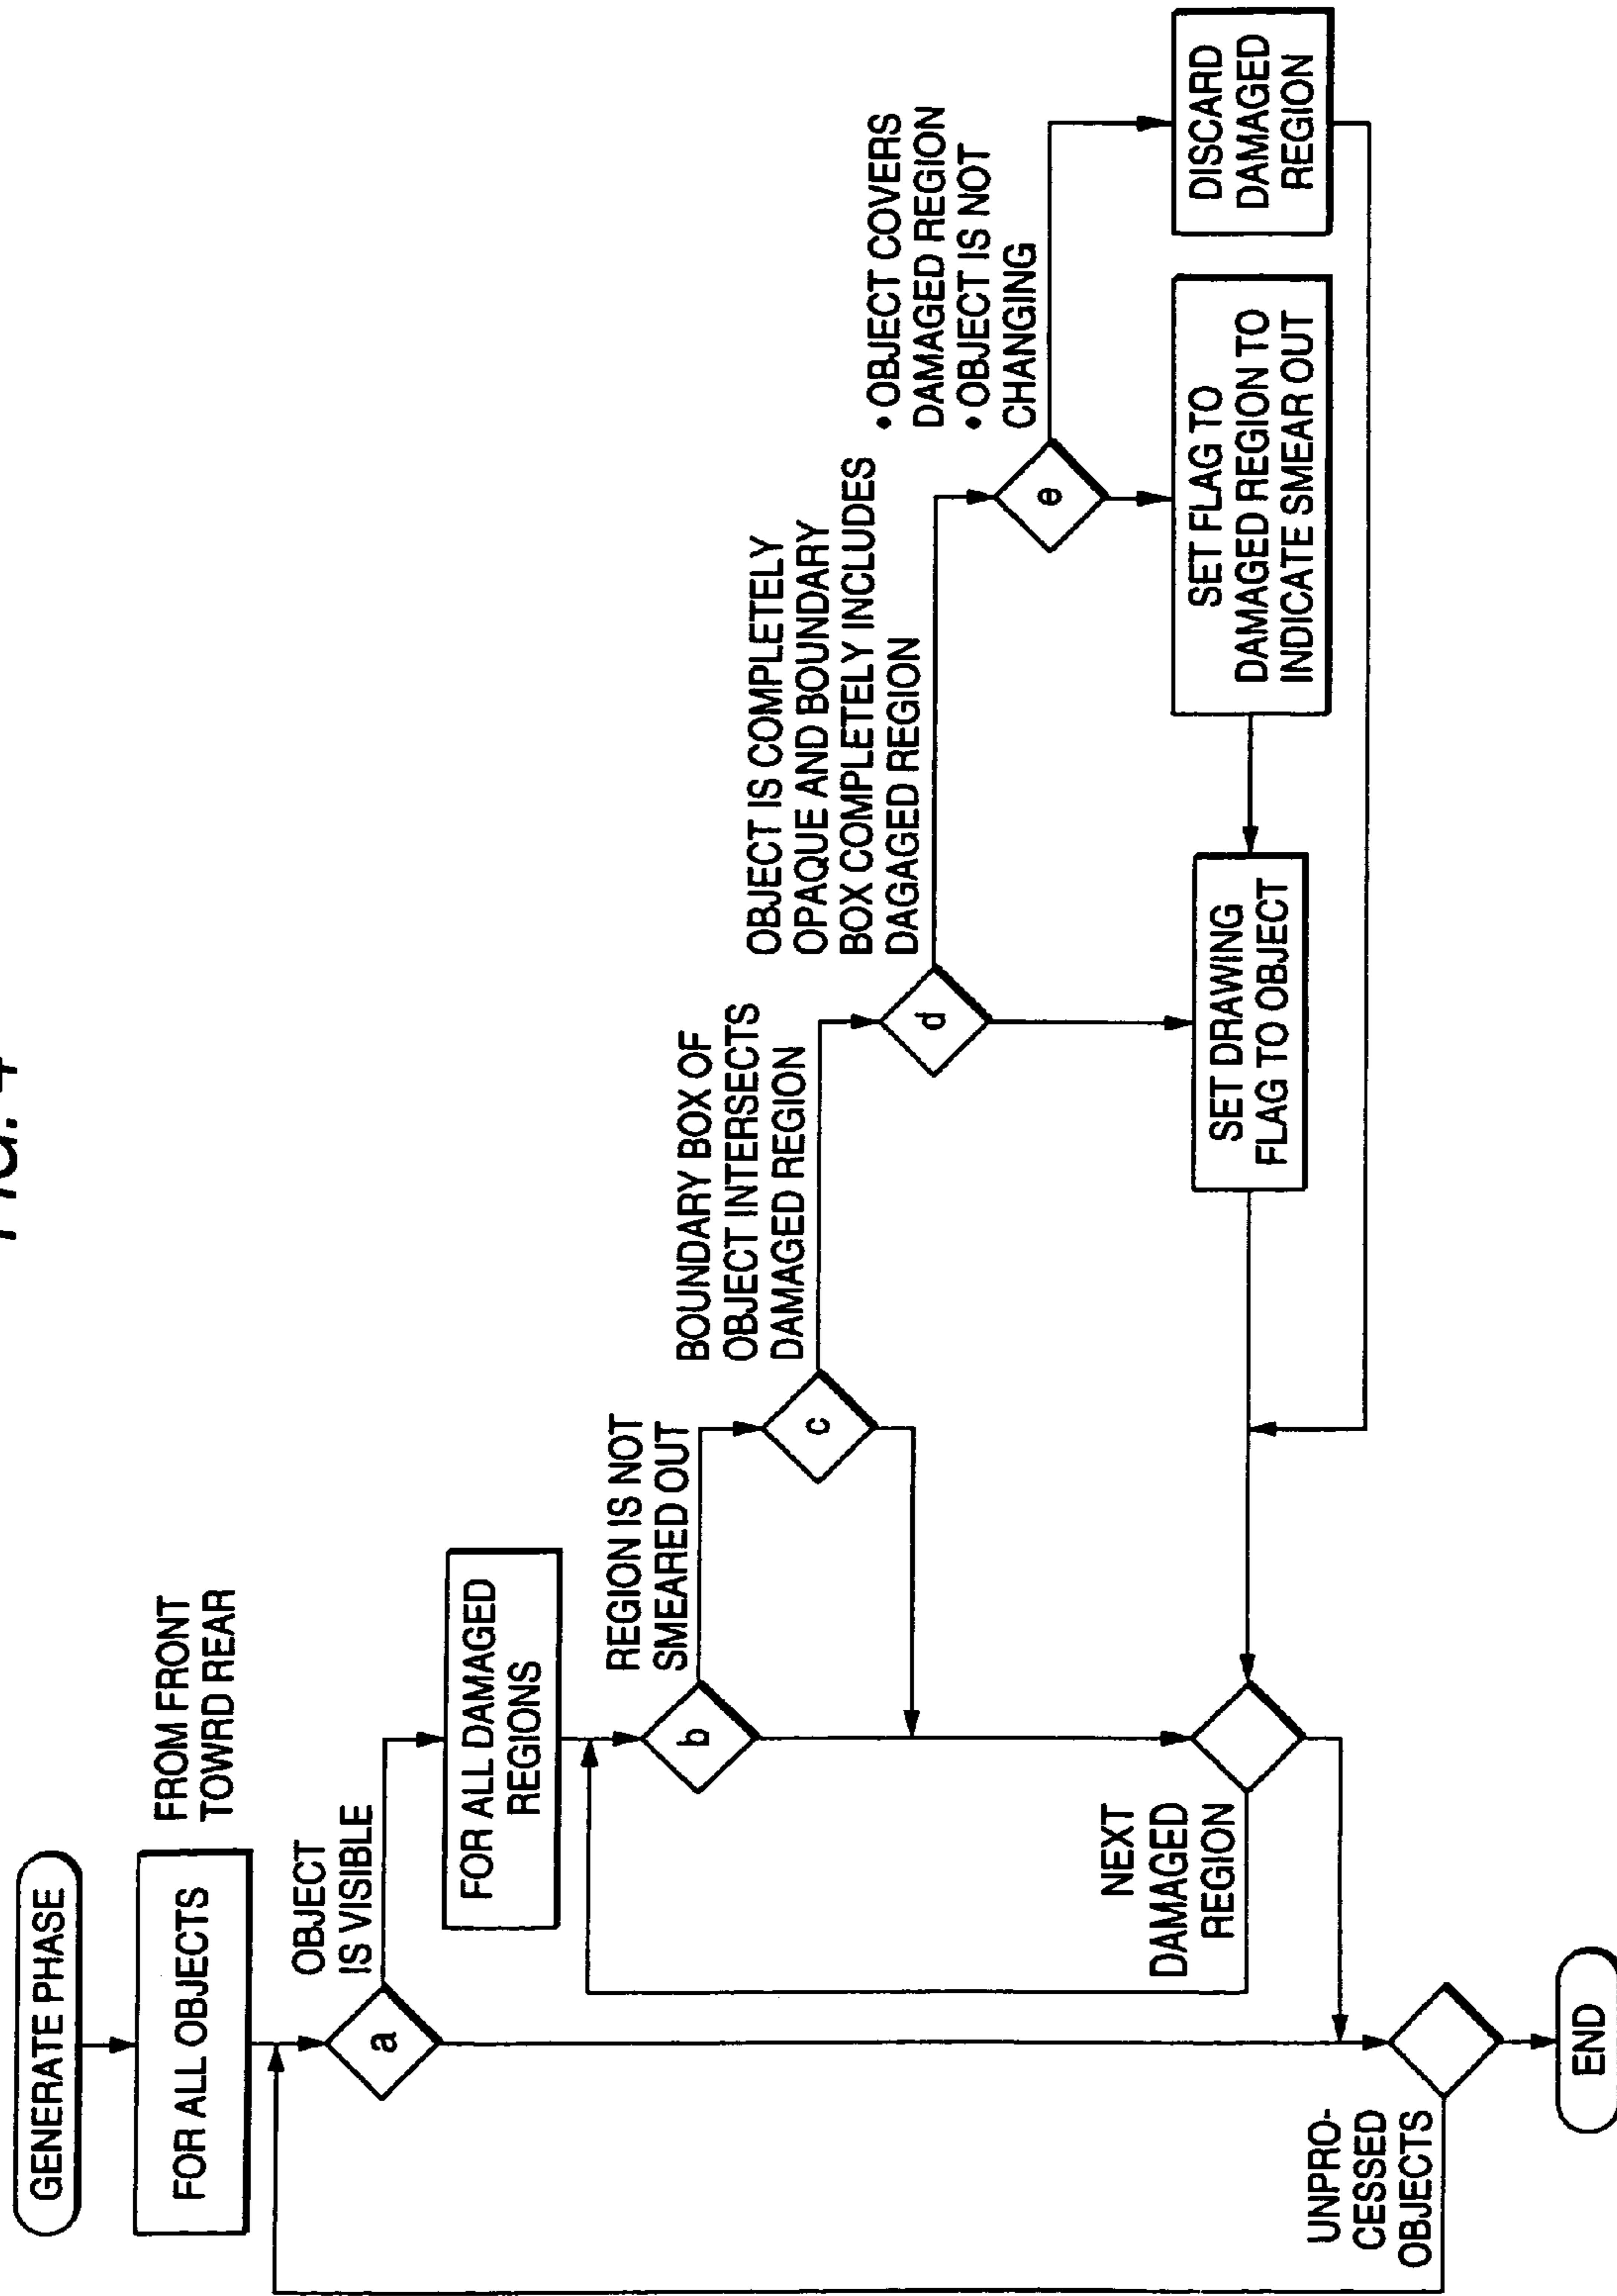 FIG. 4
GENERATE PHASE
FOR ALL OBJECTS
FROM FRONT
TOWRD REAR
OBJECT
IS VISIBLE
a
FOR ALL DAMAGED
REGIONS
REGION IS NOT
SMEARED OUT
b
BOUNDARY BOX OF
OBJECT INTERSECTS
DAMAGED REGION
c
OBJECT IS COMPLETELY
OPAQUE AND BOUNDARY
BOX COMPLETELY INCLUDES
DAGAGED REGION
d
• OBJECT COVERS
DAMAGED REGION
• OBJECT IS NOT
CHANGING
e
NEXT
DAMAGED
REGION
SET DRAWING
FLAG TO OBJECT
SET FLAG TO
DAMAGED REGION TO
INDICATE SMEAR OUT
DISCARD
DAMAGED
REGION
UNPRO-
CESSED
OBJECTS
END